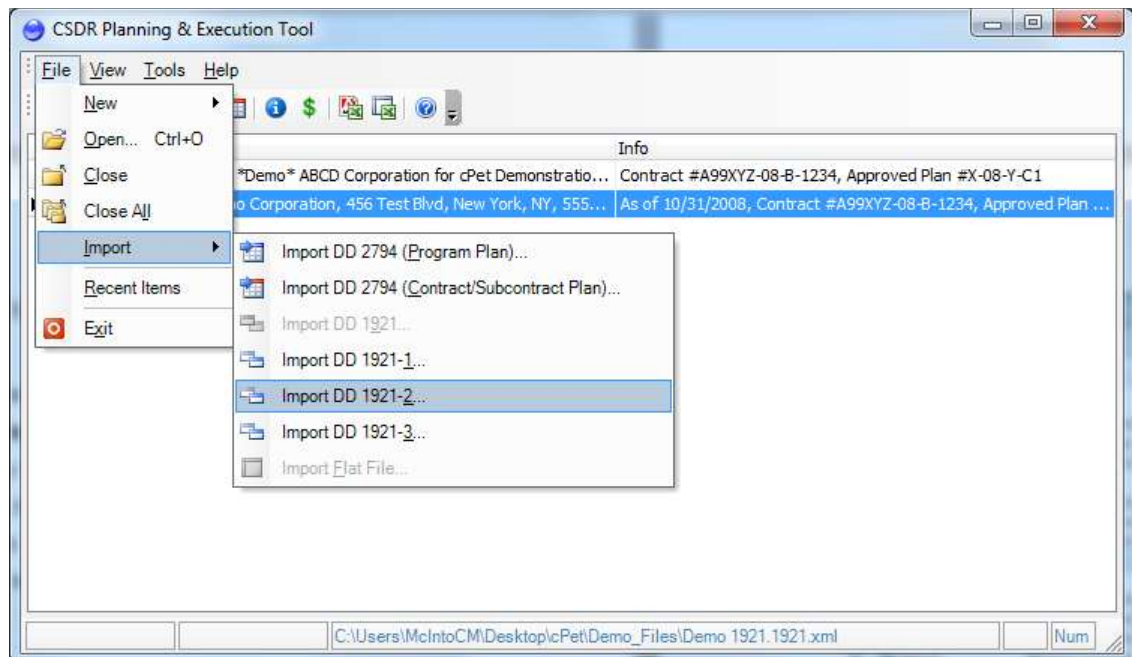 CSDR Planning & Execution Tool
File View Tools Help
New
Open... Ctrl+O
Info
Close
*Demo* ABCD Corporation for cPet Demonstratio... Contract #A99XYZ-08-B-1234, Approved Plan #X-08-Y-C1
Close All
o Corporation, 456 Test Blvd, New York, NY, 555... As of 10/31/2008, Contract #A99XYZ-08-B-1234, Approved Plan ...
Import
Import DD 2794 (Program Plan)...
Recent Items
Import DD 2794 (Contract/Subcontract Plan)...
Exit
Import DD 1921...
Import DD 1921-1...
Import DD 1921-2...
Import DD 1921-3...
Import Flat File...
C:\Users\McIntoCM\Desktop\cPet\Demo_Files\Demo 1921.1921.xml
Num